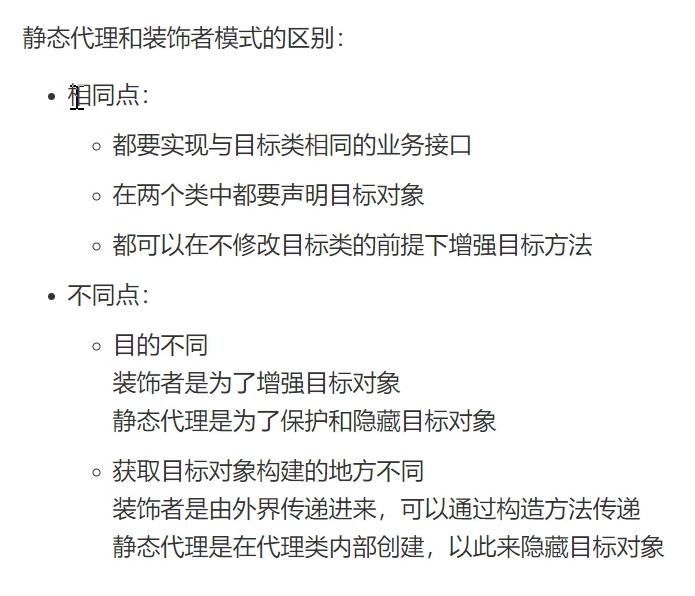 静态代理和装饰者模式的区别：
相同点：
都要实现与目标类相同的业务接口
在两个类中都要声明目标对象
都可以在不修改目标类的前提下增强目标方法
不同点：
目的不同
装饰者是为了增强目标对象
静态代理是为了保护和隐藏目标对象
获取目标对象构建的地方不同
装饰者是由外界传递进来，可以通过构造方法传递
静态代理是在代理类内部创建，以此来隐藏目标对象